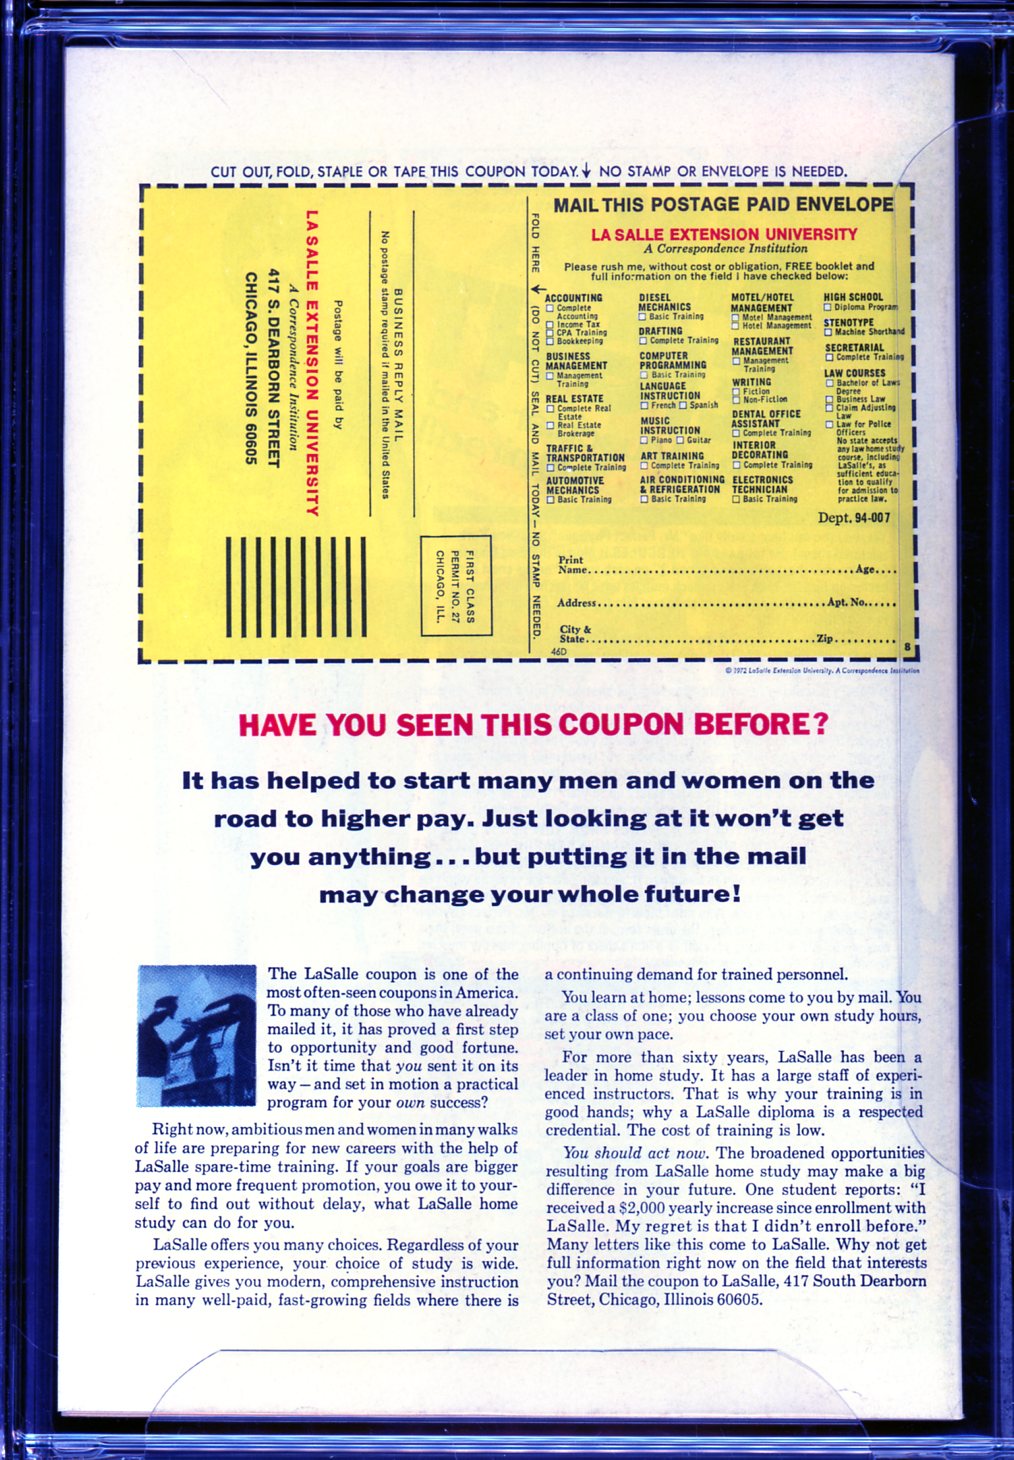 CUT OUT, FOLD, STAPLE OR TAPE THIS COUPON TODAY. ↓ NO STAMP OR ENVELOPE IS NEEDED.
BUSINESS REPLY MAIL
No postage stamp required if mailed in the United States
Postage will be paid by
LA SALLE EXTENSION UNIVERSITY
A Correspondence Institution
417 S. DEARBORN STREET
CHICAGO, ILLINOIS 60605
FIRST CLASS
PERMIT NO. 27
CHICAGO, ILL.
FOLD HERE ← (DO NOT CUT) SEAL AND MAIL TODAY — NO STAMP NEEDED.
MAIL THIS POSTAGE PAID ENVELOPE
LA SALLE EXTENSION UNIVERSITY
A Correspondence Institution
Please rush me, without cost or obligation, FREE booklet and
full information on the field I have checked below:
ACCOUNTING
☐ Complete
Accounting
☐ Income Tax
☐ CPA Training
☐ Bookkeeping
BUSINESS
MANAGEMENT
☐ Management
Training
REAL ESTATE
☐ Complete Real
Estate
☐ Real Estate
Brokerage
TRAFFIC &
TRANSPORTATION
☐ Complete Training
AUTOMOTIVE
MECHANICS
☐ Basic Training
DIESEL
MECHANICS
☐ Basic Training
DRAFTING
☐ Complete Training
COMPUTER
PROGRAMMING
☐ Basic Training
LANGUAGE
INSTRUCTION
☐ French ☐ Spanish
MUSIC
INSTRUCTION
☐ Piano ☐ Guitar
ART TRAINING
☐ Complete Training
AIR CONDITIONING
& REFRIGERATION
☐ Basic Training
MOTEL/HOTEL
MANAGEMENT
☐ Motel Management
☐ Hotel Management
RESTAURANT
MANAGEMENT
☐ Management
Training
WRITING
☐ Fiction
☐ Non-Fiction
DENTAL OFFICE
ASSISTANT
☐ Complete Training
INTERIOR
DECORATING
☐ Complete Training
ELECTRONICS
TECHNICIAN
☐ Basic Training
HIGH SCHOOL
☐ Diploma Program
STENOTYPE
☐ Machine Shorthand
SECRETARIAL
☐ Complete Training
LAW COURSES
☐ Bachelor of Laws
Degree
☐ Business Law
☐ Claim Adjusting
Law
☐ Law for Police
Officers
No state accepts
any law home study
course, including
LaSalle's, as
sufficient educa-
tion to qualify
for admission to
practice law.
Dept. 94-007
Print
Name.......... Age....
Address.......... Apt. No.....
City &
State.......... Zip..........
46D
8
© 1972 LaSalle Extension University. A Correspondence Institution
HAVE YOU SEEN THIS COUPON BEFORE?
It has helped to start many men and women on the
road to higher pay. Just looking at it won't get
you anything...but putting it in the mail
may change your whole future!
The LaSalle coupon is one of the
most often-seen coupons in America.
To many of those who have already
mailed it, it has proved a first step
to opportunity and good fortune.
Isn't it time that you sent it on its
way – and set in motion a practical
program for your own success?
Right now, ambitious men and women in many walks
of life are preparing for new careers with the help of
LaSalle spare-time training. If your goals are bigger
pay and more frequent promotion, you owe it to your-
self to find out without delay, what LaSalle home
study can do for you.
LaSalle offers you many choices. Regardless of your
previous experience, your choice of study is wide.
LaSalle gives you modern, comprehensive instruction
in many well-paid, fast-growing fields where there is
a continuing demand for trained personnel.
You learn at home; lessons come to you by mail. You
are a class of one; you choose your own study hours,
set your own pace.
For more than sixty years, LaSalle has been a
leader in home study. It has a large staff of experi-
enced instructors. That is why your training is in
good hands; why a LaSalle diploma is a respected
credential. The cost of training is low.
You should act now. The broadened opportunities
resulting from LaSalle home study may make a big
difference in your future. One student reports: “I
received a $2,000 yearly increase since enrollment with
LaSalle. My regret is that I didn't enroll before.”
Many letters like this come to LaSalle. Why not get
full information right now on the field that interests
you? Mail the coupon to LaSalle, 417 South Dearborn
Street, Chicago, Illinois 60605.